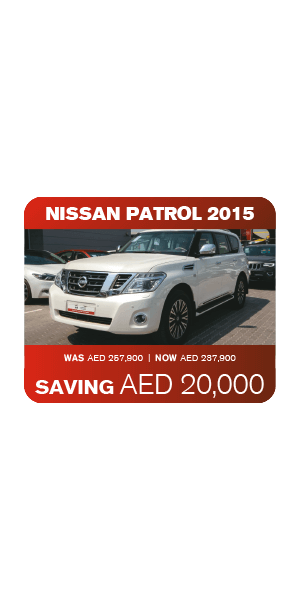 NISSAN PATROL 2015
WAS AED 257,900 | NOW AED 237,900
SAVING AED 20,000